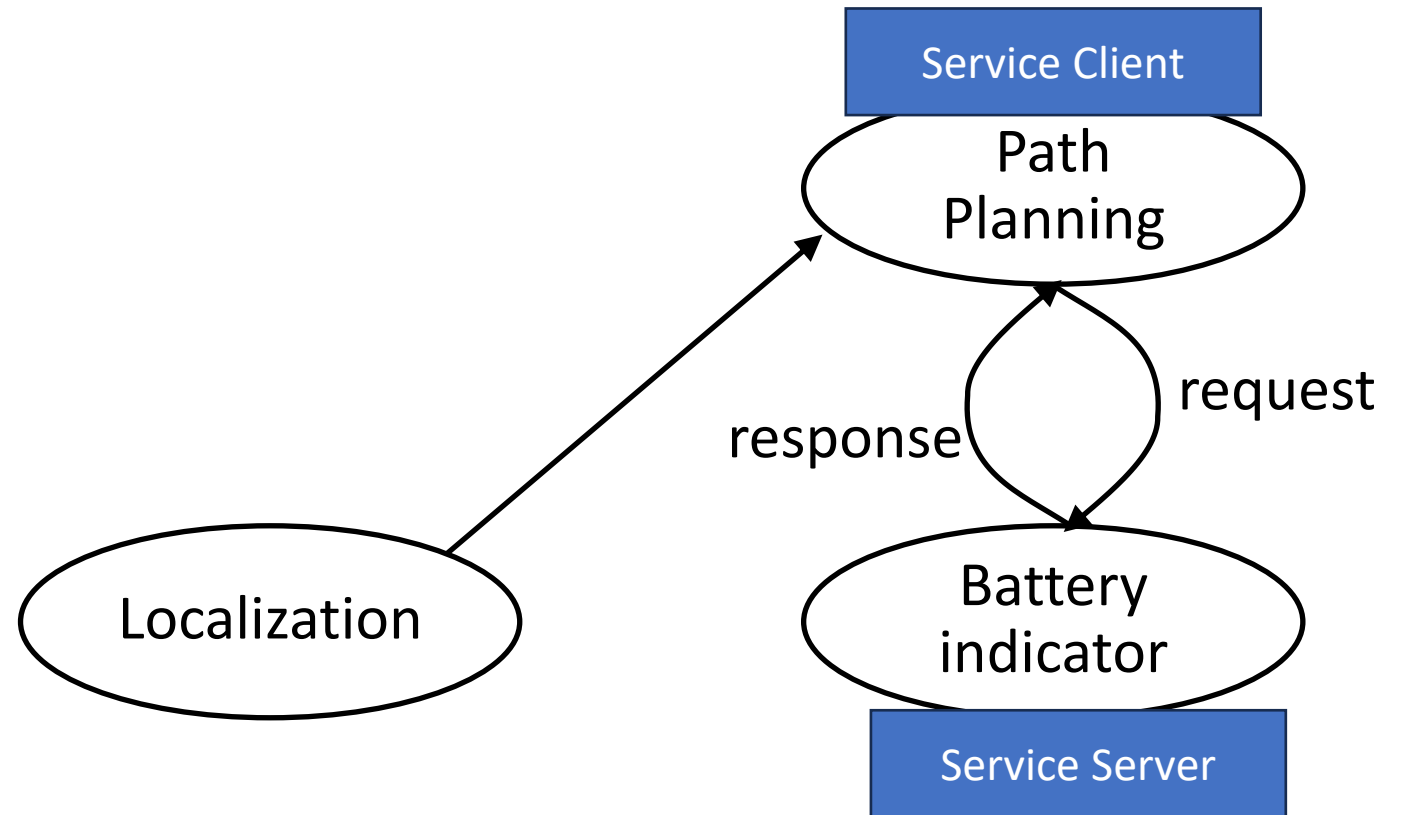 Service Client
Path
Planning
request
response
Localization
Battery
indicator
Service Server